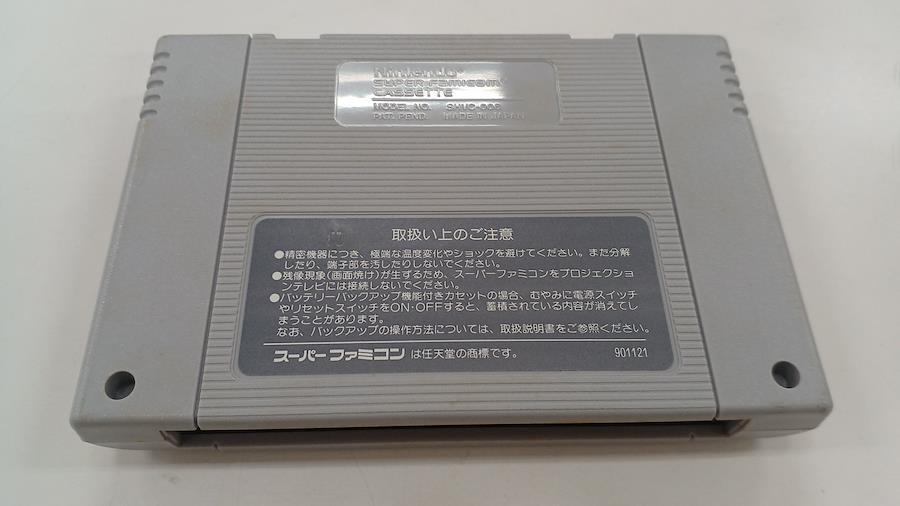 Nintendo®
SUPER FAMICOM
CASSETTE
MODEL NO. SHVC-006
PAT. PEND. MADE IN JAPAN
取扱い上のご注意
●精密機器につき、極端な温度変化やショックを避けてください。また分解
したり、端子部を汚したりしないでください。
●残像現象(画面焼け)が生ずるため、スーパーファミコンをプロジェクショ
ンテレビには接続しないでください。
●バッテリーバックアップ機能付きカセットの場合、むやみに電源スイッチ
やリセットスイッチをON・OFFすると、蓄積されている内容が消えてし
まうことがあります。
なお、バックアップの操作方法については、取扱説明書をご参照ください。
スーパーファミコン は任天堂の商標です。 901121